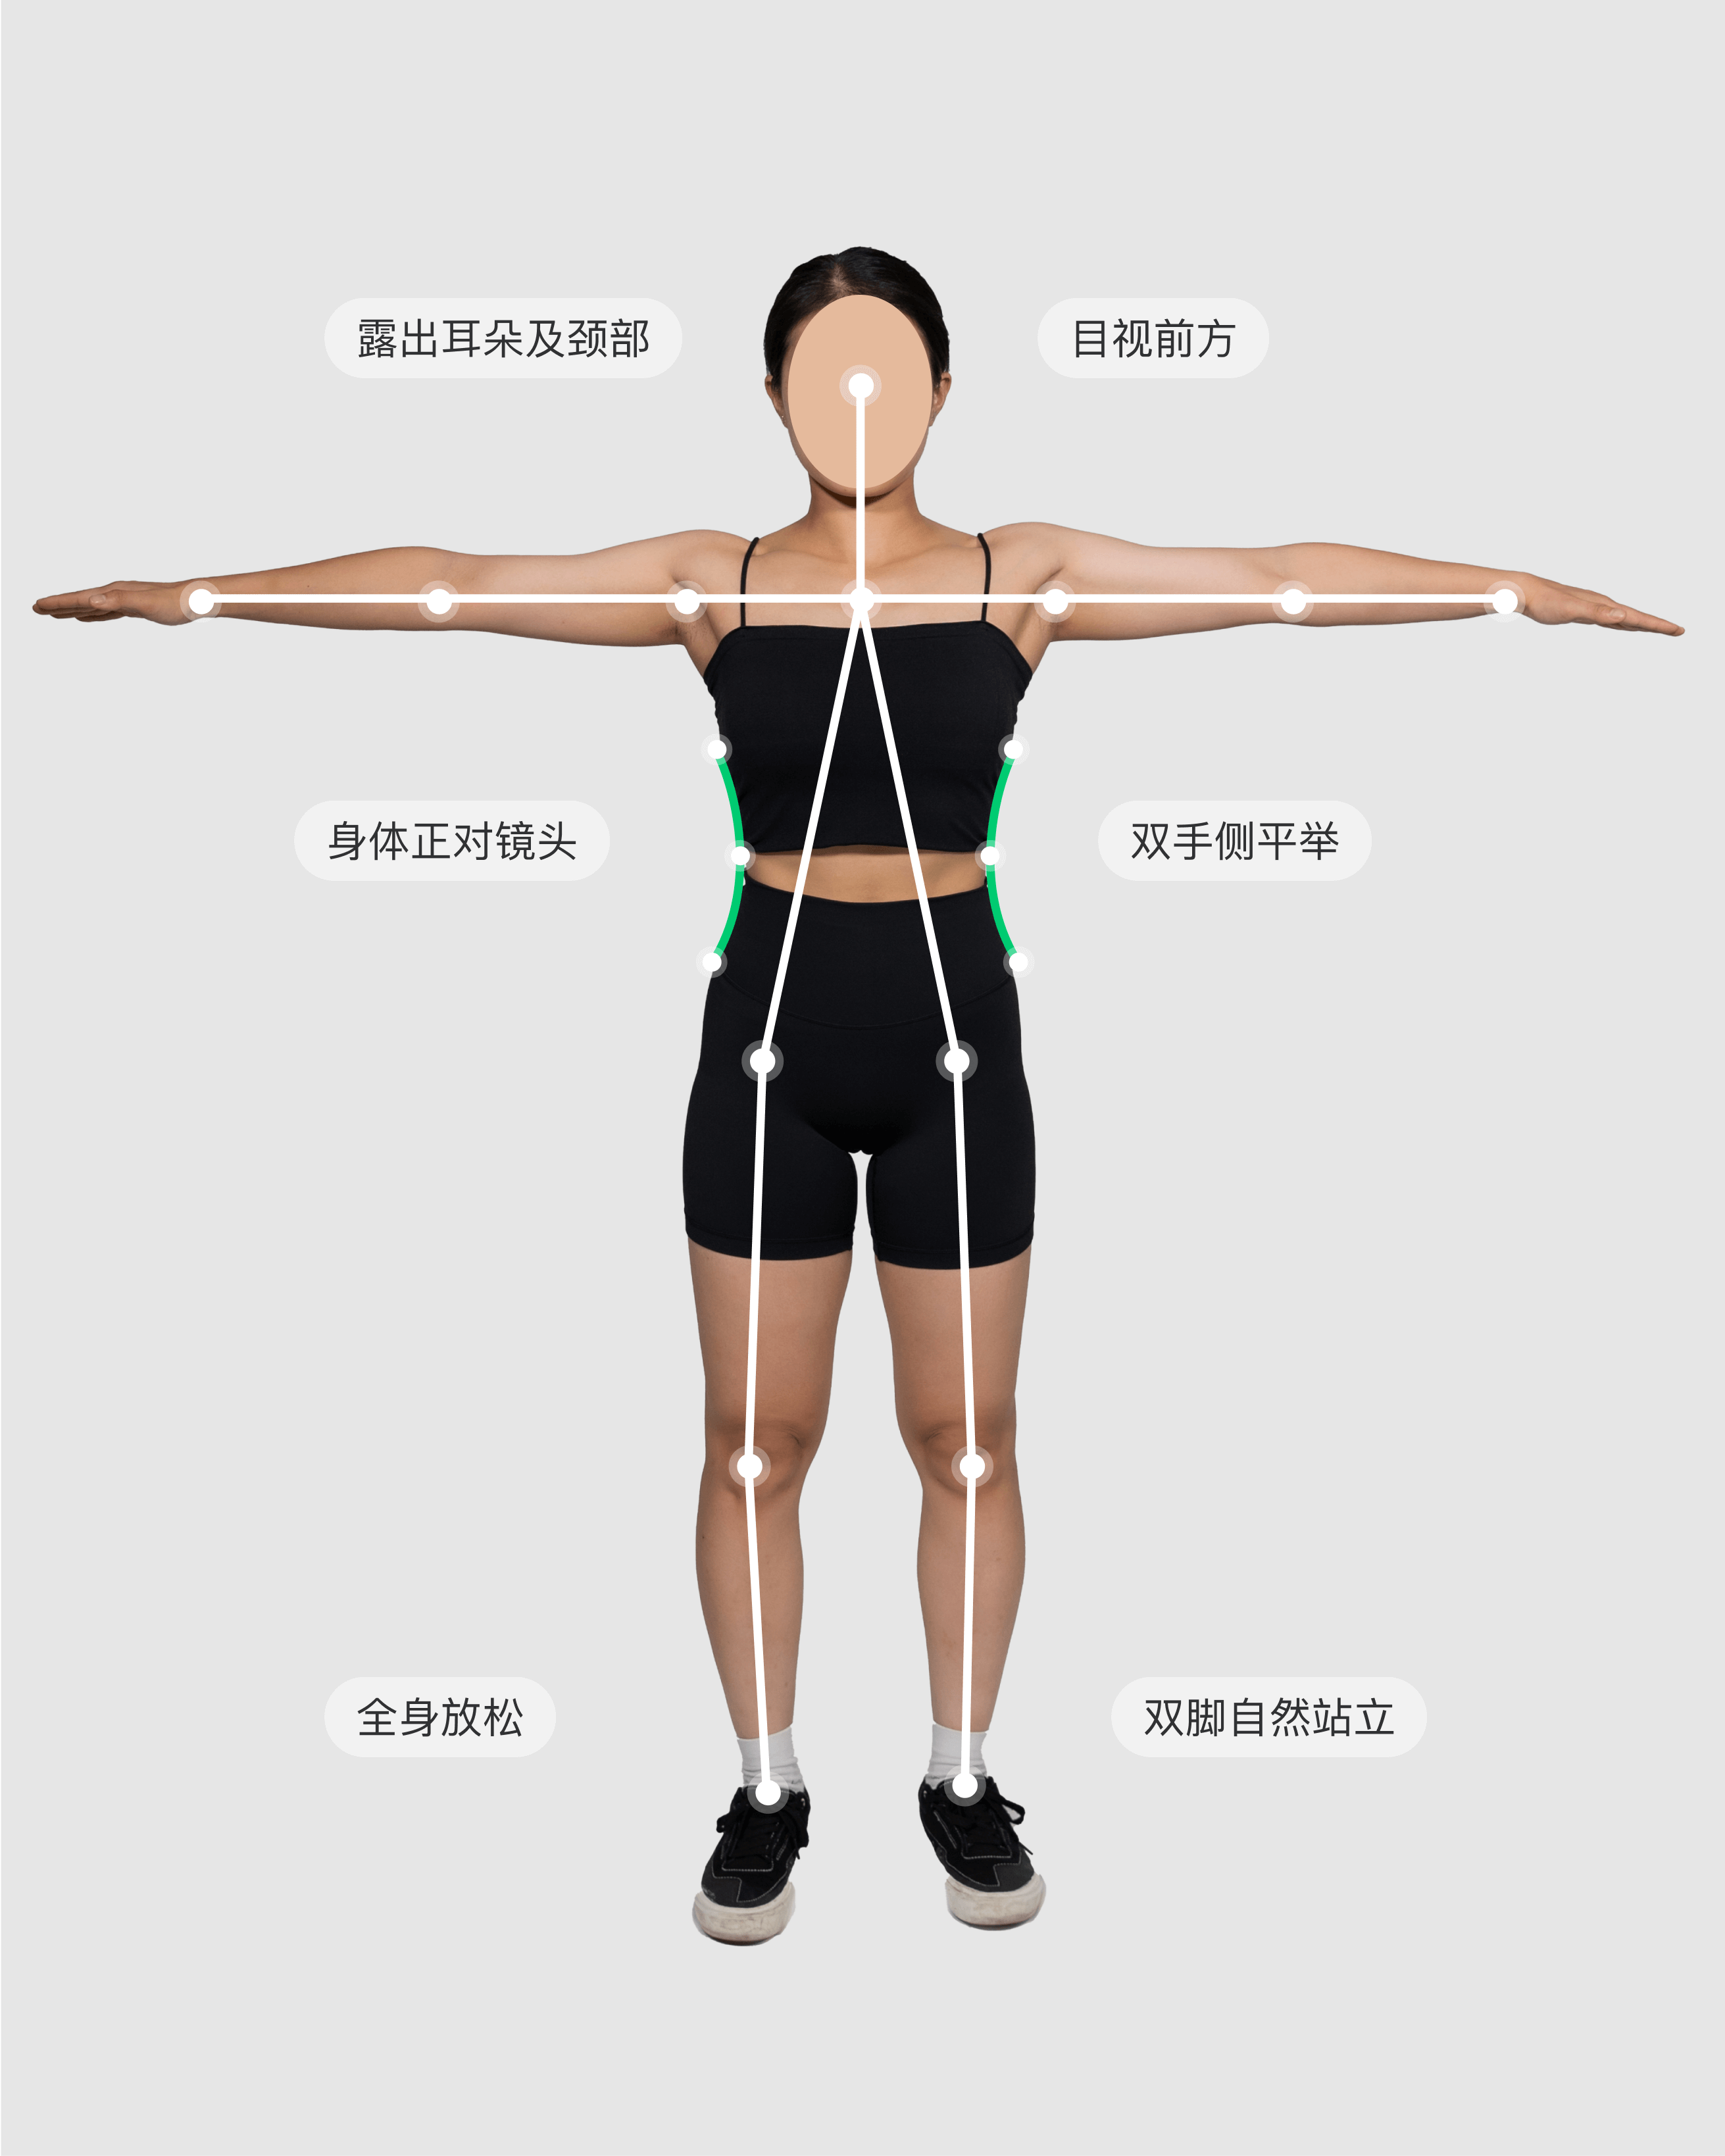 露出耳朵及颈部
目视前方
身体正对镜头
双手侧平举
全身放松
双脚自然站立